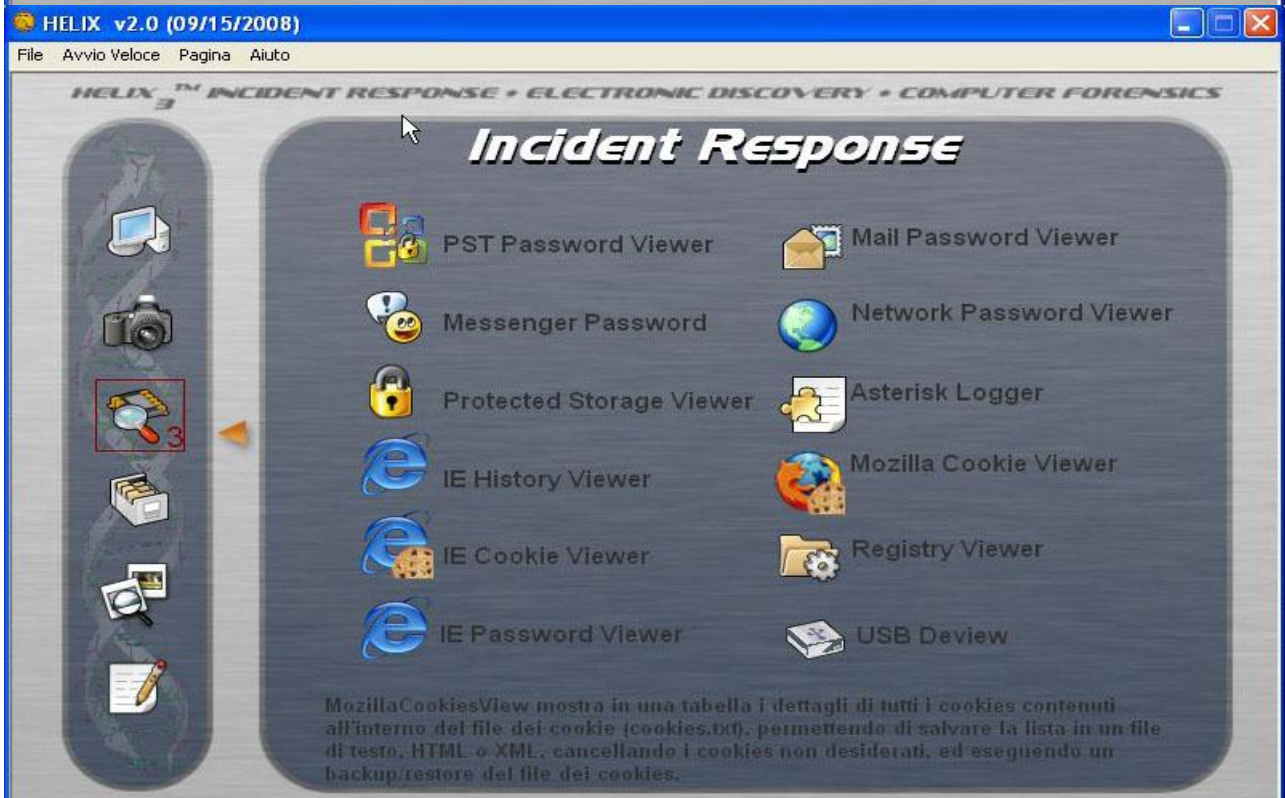 HELIX v2.0 (09/15/2008)
File Avvio Veloce Pagina Aiuto
HELIX 3™ INCIDENT RESPONSE • ELECTRONIC DISCOVERY • COMPUTER FORENSICS
Incident Response
PST Password Viewer
Mail Password Viewer
Messenger Password
Network Password Viewer
Protected Storage Viewer
Asterisk Logger
IE History Viewer
Mozilla Cookie Viewer
IE Cookie Viewer
Registry Viewer
IE Password Viewer
USB Deview
3
MozillaCookiesView mostra in una tabella i dettagli di tutti i cookies contenuti
all'interno del file dei cookie (cookies.txt), permettendo di salvare la lista in un file
di testo, HTML o XML, cancellando i cookies non desiderati, ed eseguendo un
backup/restore del file dei cookies.